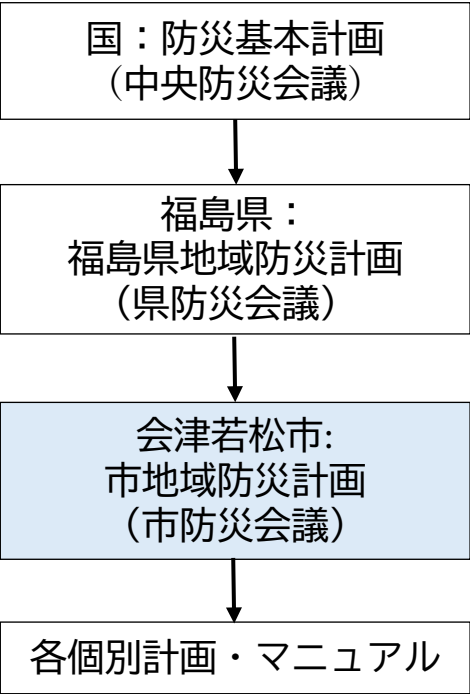 国：防災基本計画
（中央防災会議）
福島県：
福島県地域防災計画
（県防災会議）
会津若松市:
市地域防災計画
（市防災会議）
各個別計画・マニュアル